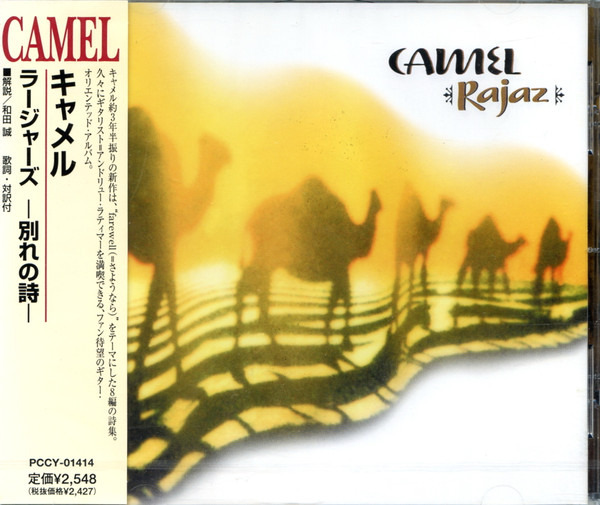 CAMEL
キャメル
ラージャーズ ―別れの詩―
■解説／和田 誠 歌詞・対訳付
キャメル約3年半振りの新作は、"farewell(=さようなら)"をテーマにした8編の詩集。
久々にギタリスト=アンドリュー・ラティマーを満喫できる、ファン待望のギター・
オリエンテッド・アルバム。
PCCY-01414
定価¥2,548
(税抜価格¥2,427)
CAMEL
Rajaz